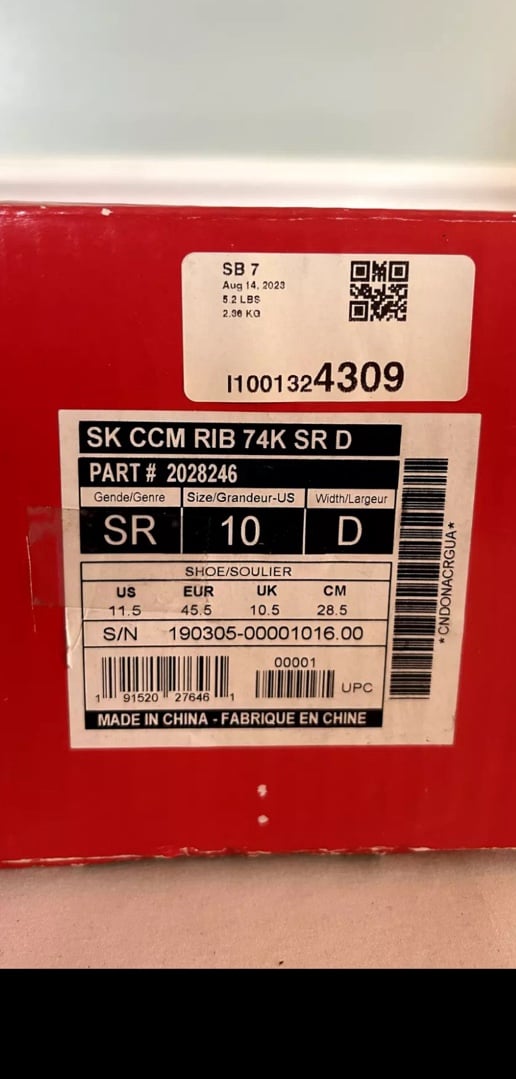 SB 7
Aug 14, 2023
5.2 LBS
2.36 KG
I1001324309
SK CCM RIB 74K SR D
PART # 2028246
Gende/Genre Size/Grandeur-US Width/Largeur
SR 10 D
SHOE/SOULIER
US EUR UK CM
11.5 45.5 10.5 28.5
S/N 190305-00001016.00
00001
1 91520 27646 1 UPC
MADE IN CHINA - FABRIQUE EN CHINE
*CNDONACRGUA*